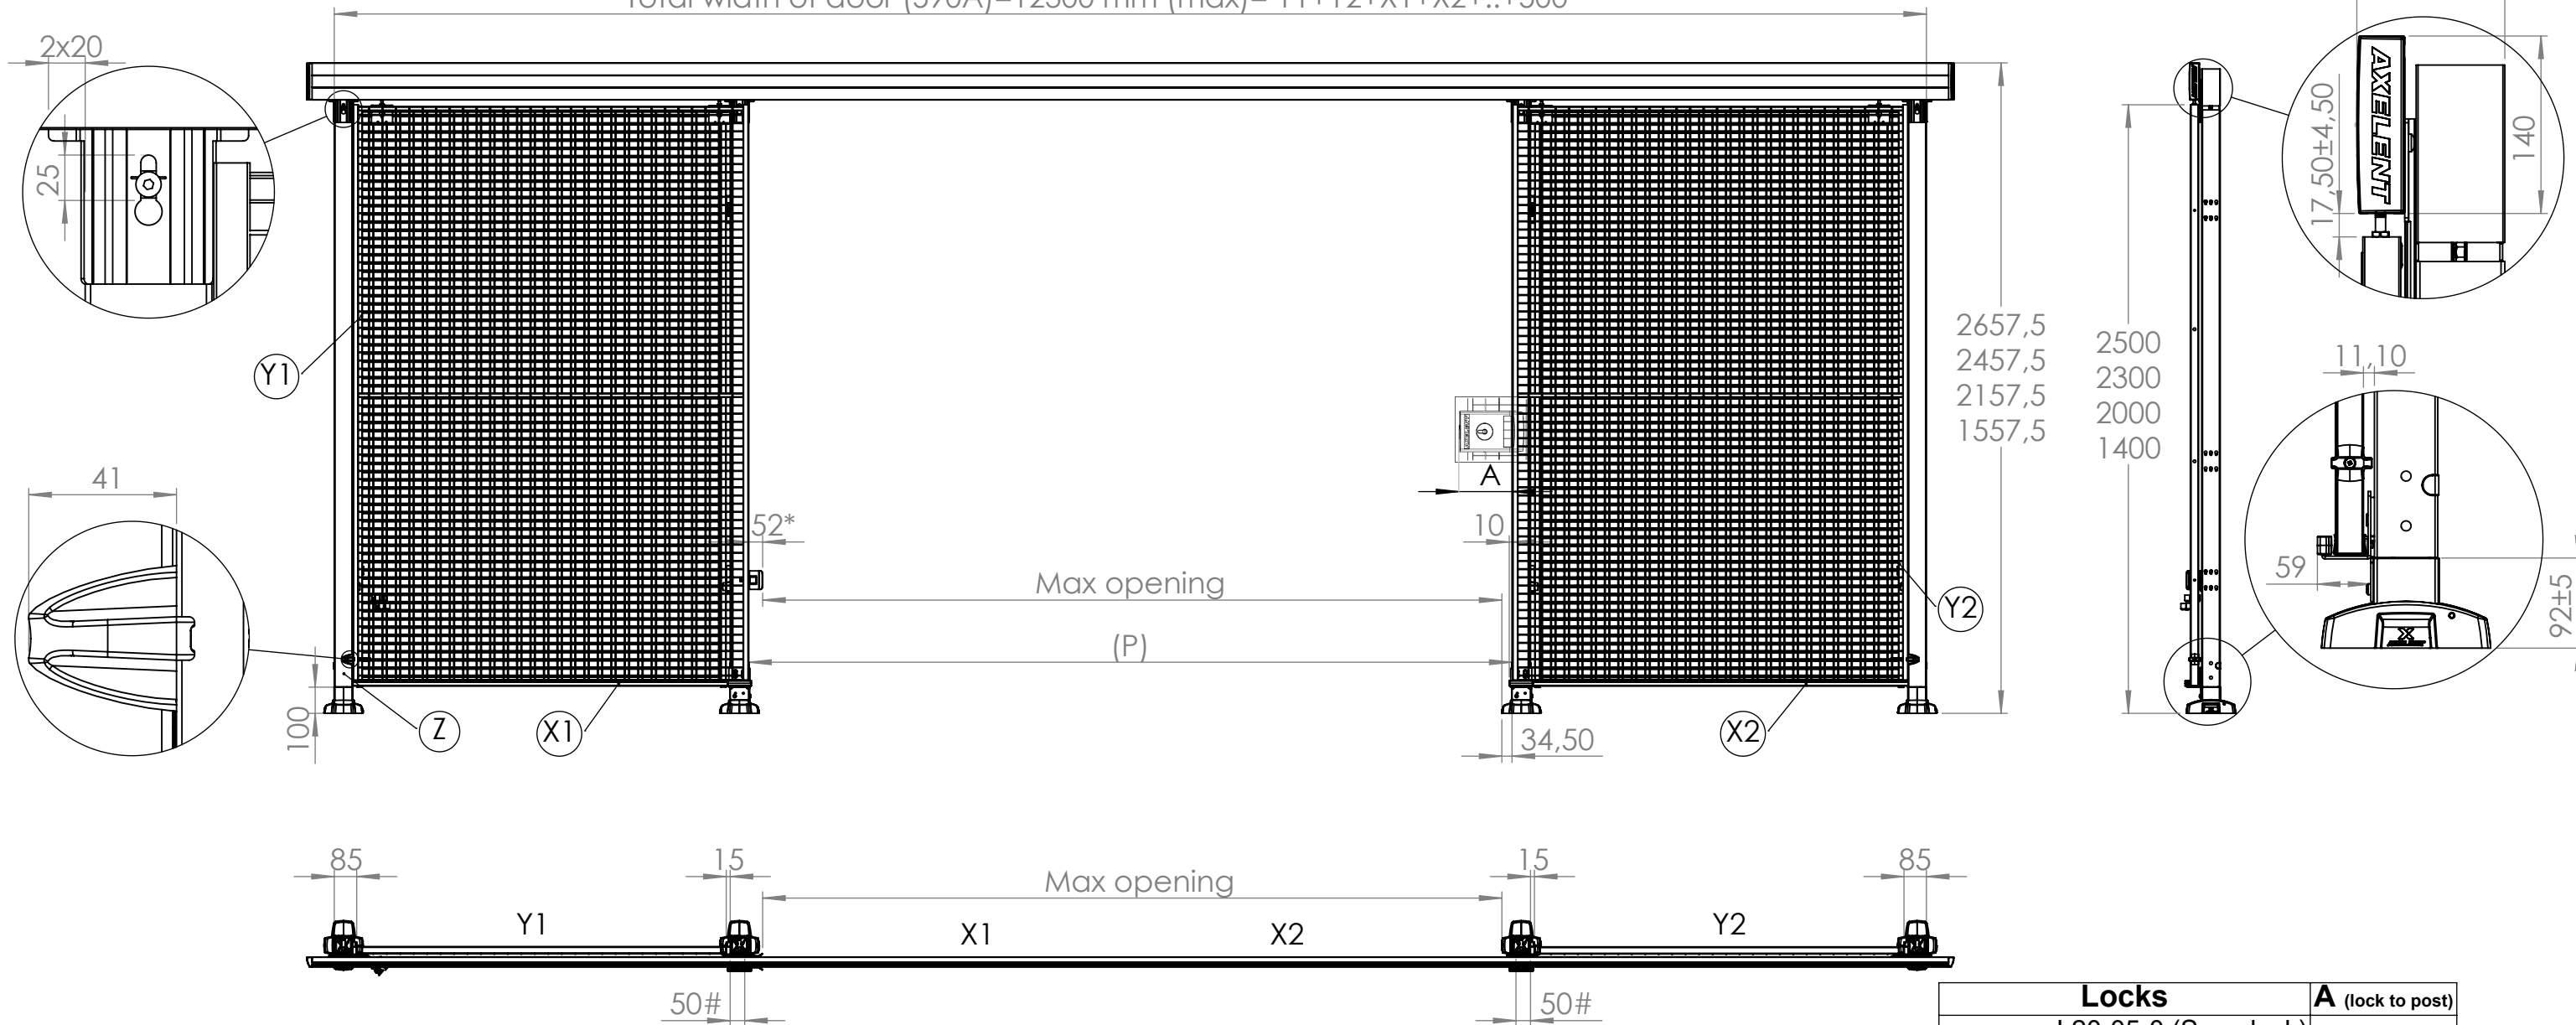 2x20
25
AXELENT
17,50±4,50
140
2657,5
2457,5
2157,5
1557,5
2500
2300
2000
1400
11,10
Y1
A
41
52*
10
59
92±5
Max opening
Y2
(P)
100
Z
X1
X2
34,50
85
15
Max opening
15
85
Y1
X1
X2
Y2
50#
50#
Locks
A (lock to post)